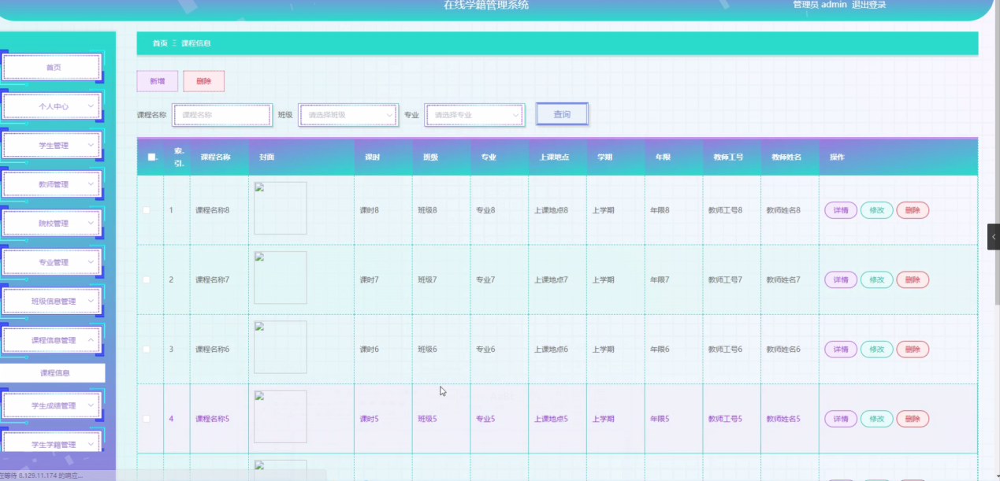 在线学籍管理系统
管理员 admin 退出登录
首页
个人中心
学生管理
教师管理
院校管理
专业管理
班级信息管理
课程信息管理
课程信息
学生成绩管理
学生学籍管理
首页 三 课程信息
新增 删除
课程名称 课程名称 班级 请选择班级 专业 请选择专业 查询
索引 课程名称 封面 课时 班级 专业 上课地点 学期 年限 教师工号 教师姓名 操作
1 课程名称8 课时8 班级8 专业8 上课地点8 上学期 年限8 教师工号8 教师姓名8 详情 修改 删除
2 课程名称7 课时7 班级7 专业7 上课地点7 上学期 年限7 教师工号7 教师姓名7 详情 修改 删除
3 课程名称6 课时6 班级6 专业6 上课地点6 上学期 年限6 教师工号6 教师姓名6 详情 修改 删除
4 课程名称5 课时5 班级5 专业5 上课地点5 上学期 年限5 教师工号5 教师姓名5 详情 修改 删除
在等待 8.129.11.174 的响应...